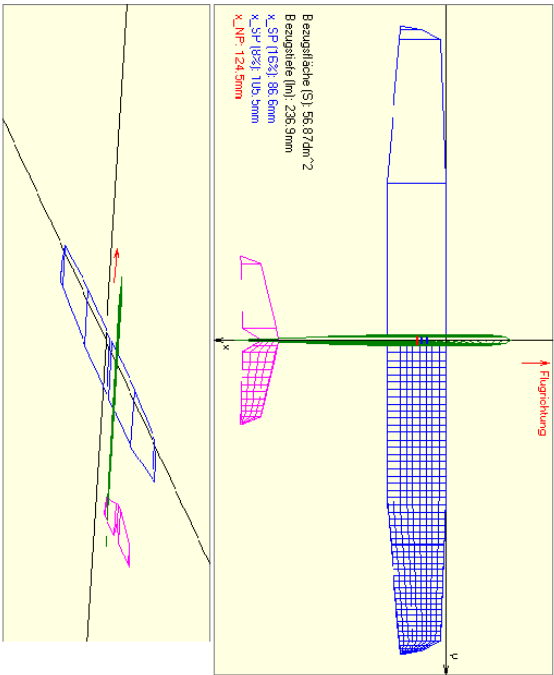 Bezugsfläche (S): 56.87dm^2
Bezugstiefe (lm): 236.9mm
x_SP (16%): 86.6mm
x_SP (8%): 105.5mm
x_NP: 124.5mm
Flugrichtung
x
y